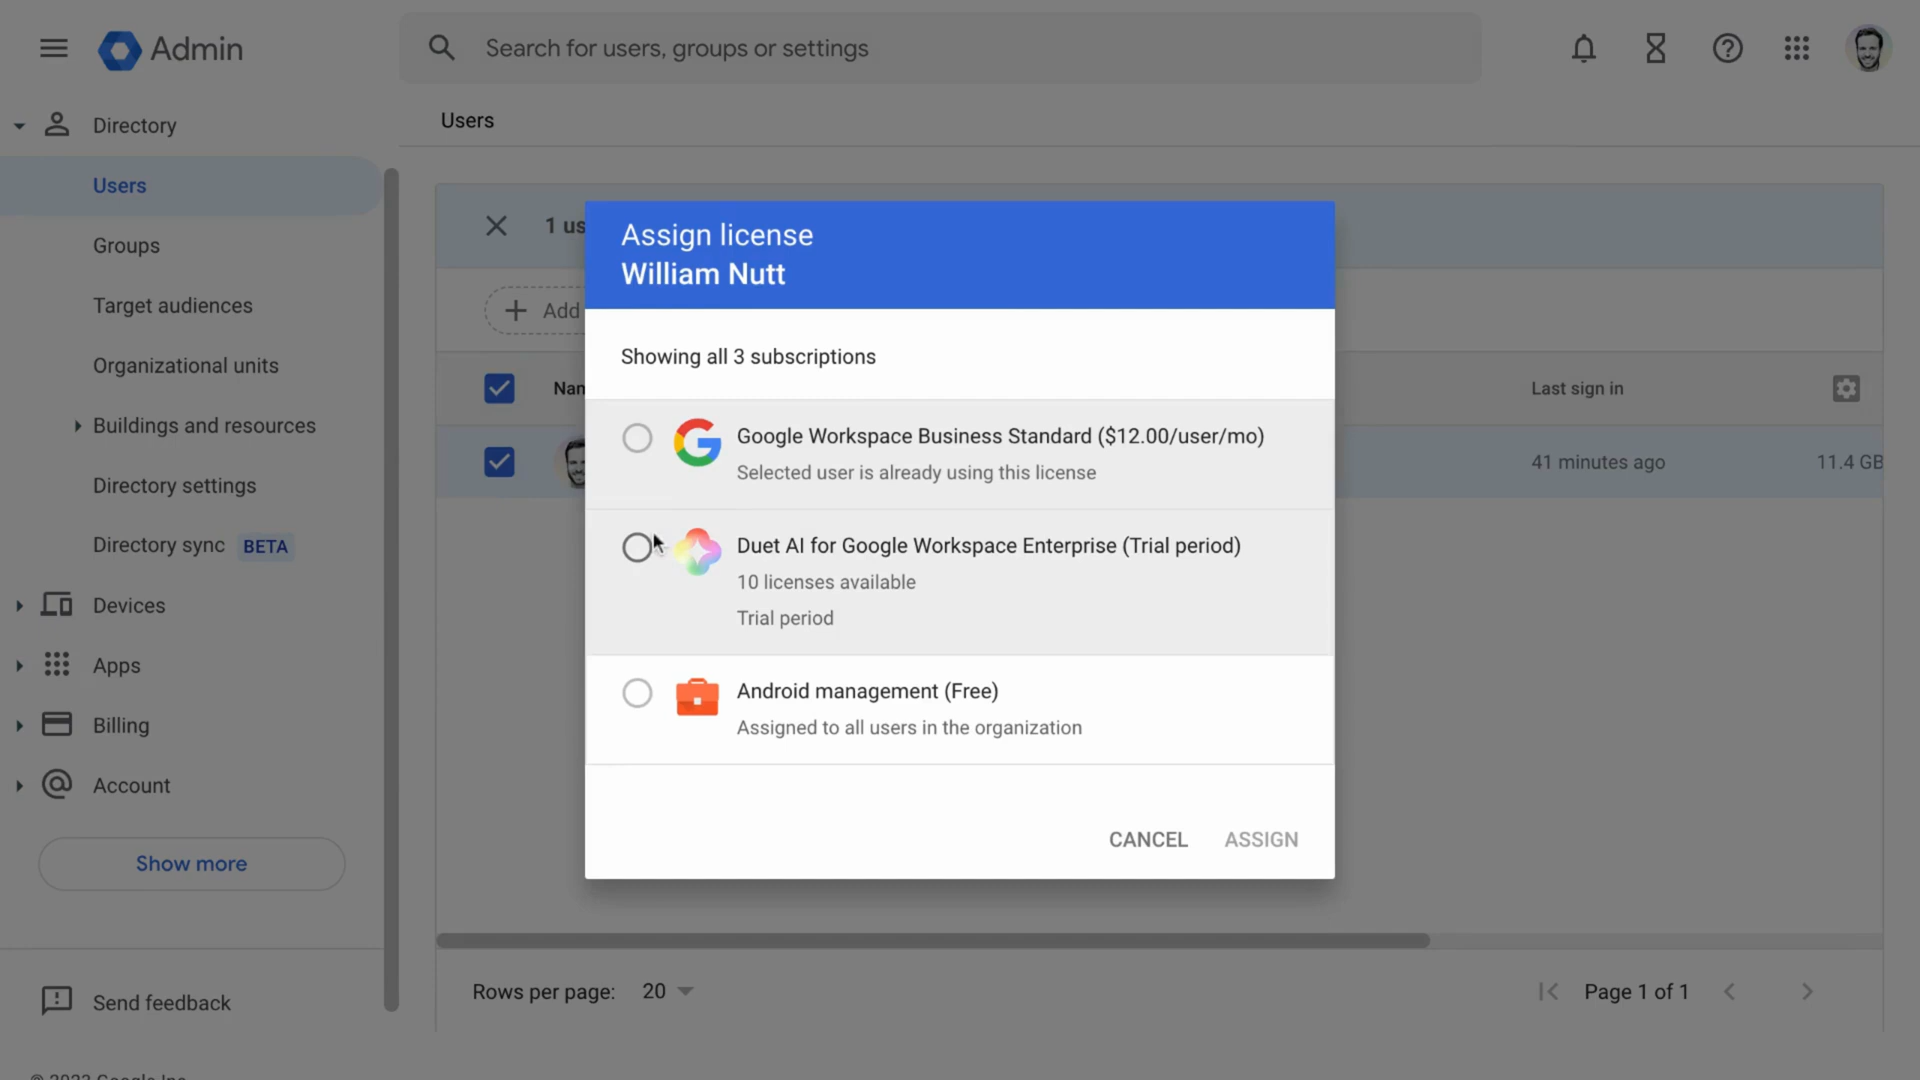 Admin
Search for users, groups or settings
Directory
Users
Groups
Target audiences
Organizational units
Buildings and resources
Directory settings
Directory sync BETA
Devices
Apps
Billing
Account
Show more
Send feedback
Users
1 us
Add
Nan
Last sign in
41 minutes ago
11.4 GB
Assign license
William Nutt
Showing all 3 subscriptions
Google Workspace Business Standard ($12.00/user/mo)
Selected user is already using this license
Duet AI for Google Workspace Enterprise (Trial period)
10 licenses available
Trial period
Android management (Free)
Assigned to all users in the organization
CANCEL ASSIGN
Rows per page: 20
Page 1 of 1